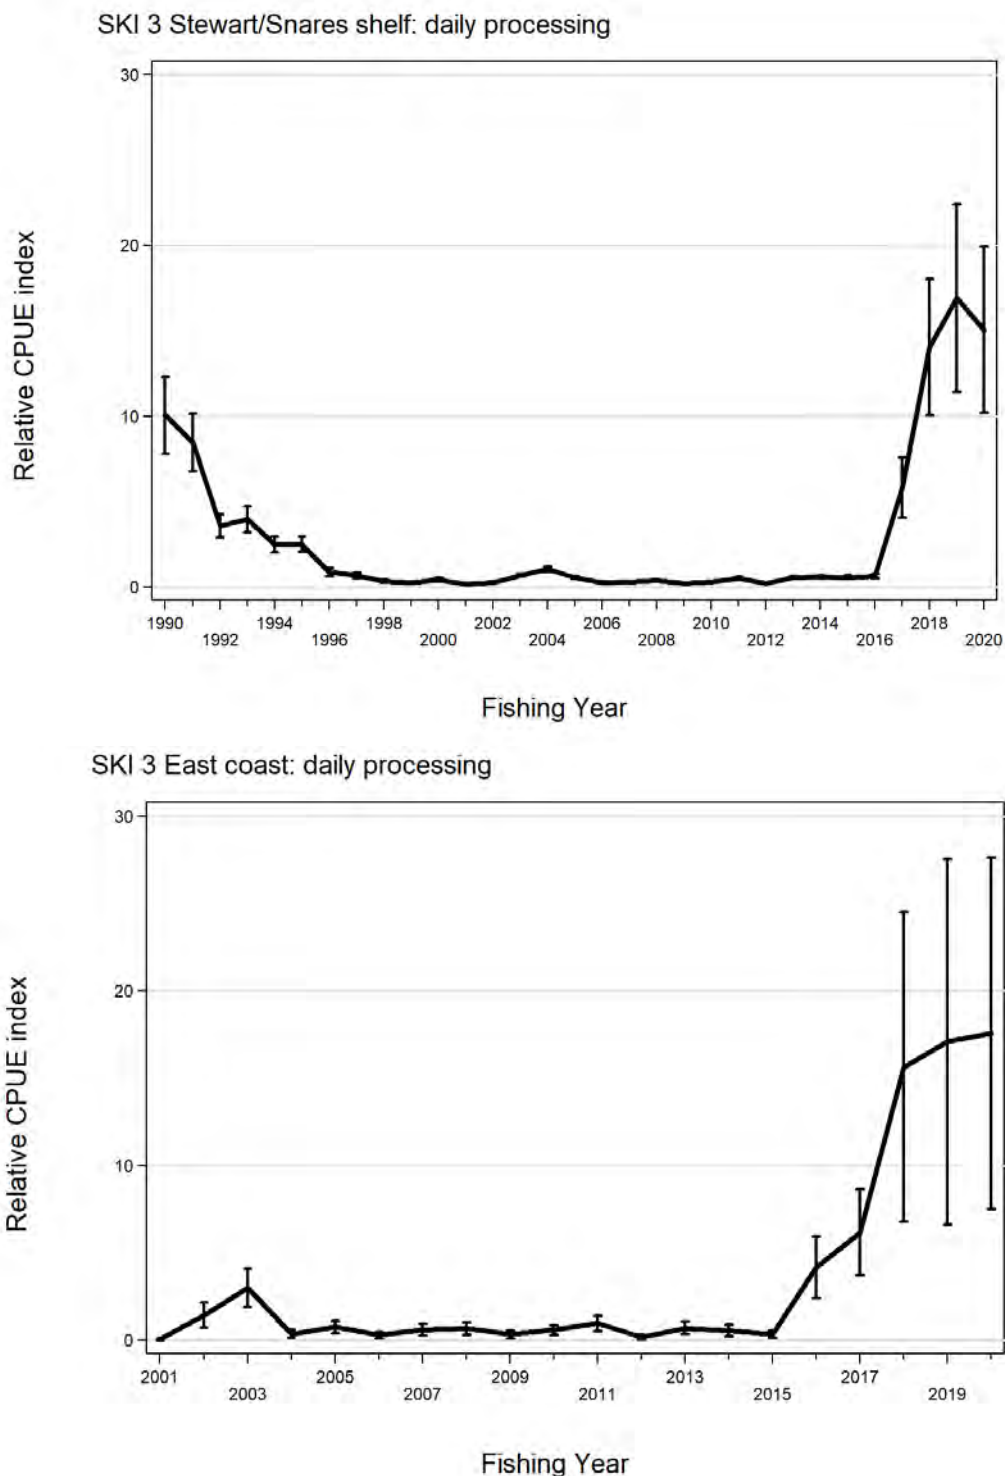 SKI 3 Stewart/Snares shelf: daily processing
30
20
10
0
Relative CPUE index
1990 1994 1996 1998 2000 2002 2004 2006 2008 2010 2012 2014 2016 2018 2020
1992
Fishing Year
SKI 3 East coast: daily processing
30
20
10
0
Relative CPUE index
2001 2005 2009 2013 2017
2003 2007 2011 2015 2019
Fishing Year